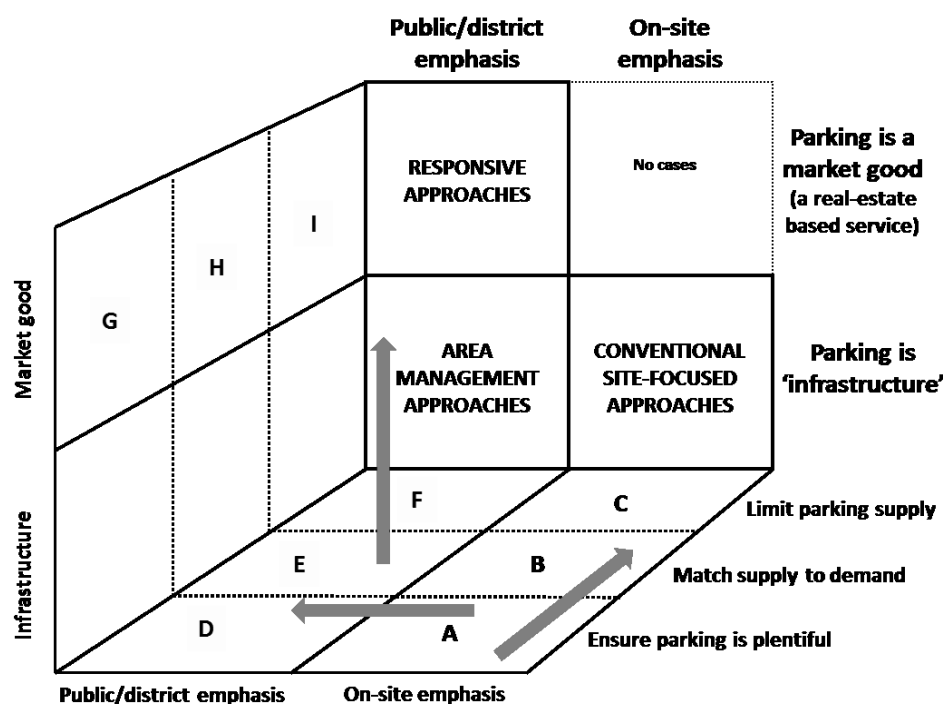 Public/district
emphasis
On-site
emphasis
RESPONSIVE
APPROACHES
No cases
Parking is a
market good
(a real-estate
based service)
I
H
G
Market good
AREA
MANAGEMENT
APPROACHES
CONVENTIONAL
SITE-FOCUSED
APPROACHES
Parking is
‘infrastructure’
F
C
Limit parking supply
E
B
Match supply to demand
Infrastructure
D
A
Ensure parking is plentiful
Public/district emphasis
On-site emphasis